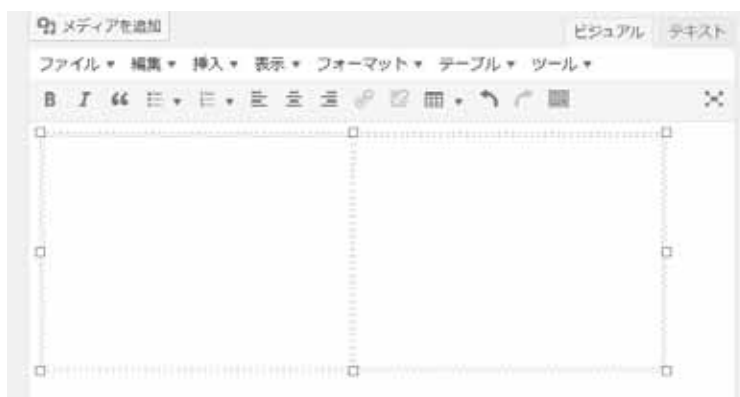 メディアを追加
ビジュアル テキスト
ファイル ▾ 編集 ▾ 挿入 ▾ 表示 ▾ フォーマット ▾ テーブル ▾ ツール ▾
B I “